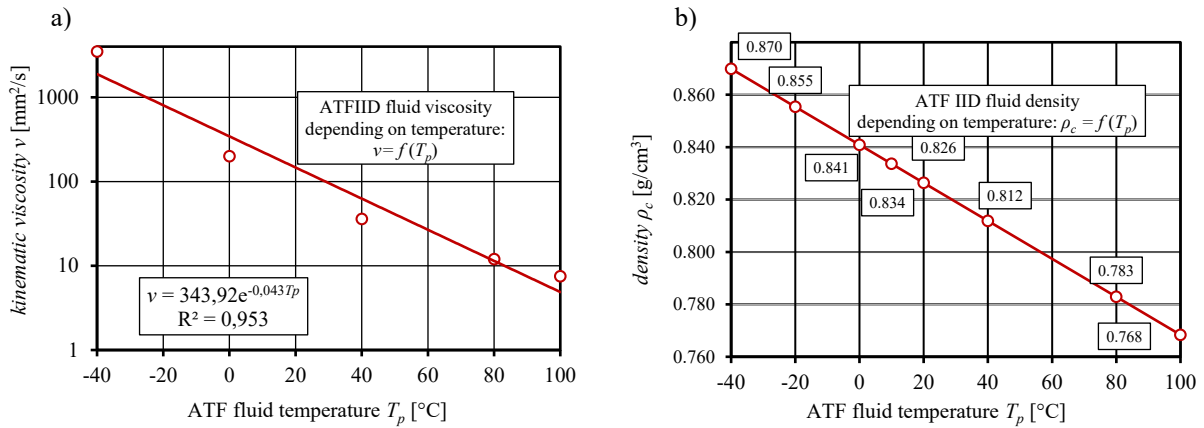 a)
kinematic viscosity ν [mm²/s]
1000
100
10
1
ATFIID fluid viscosity
depending on temperature:
ν=f(Tp)
ν = 343,92e^-0,043Tp
R² = 0,953
-40 -20 0 20 40 60 80 100
ATF fluid temperature Tp [°C]
b)
density ρc [g/cm³]
0.860
0.840
0.820
0.800
0.780
0.760
0.870
0.855
ATF IID fluid density
depending on temperature: ρc = f(Tp)
0.841
0.834
0.826
0.812
0.783
0.768
-40 -20 0 20 40 60 80 100
ATF fluid temperature Tp [°C]